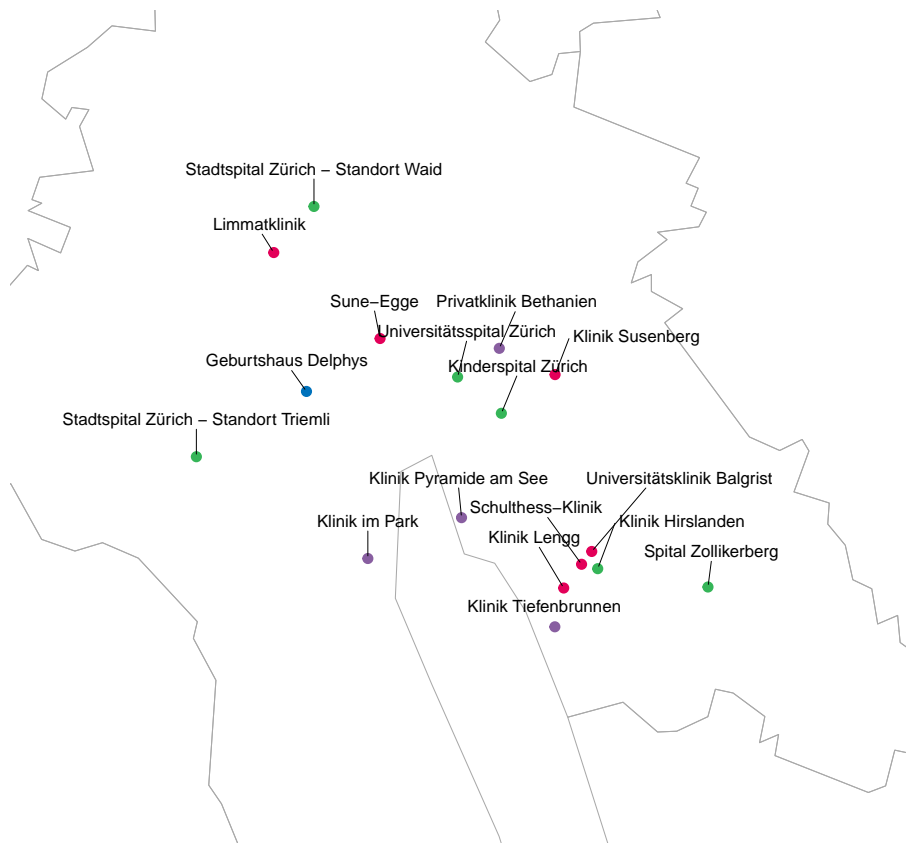 Stadtspital Zürich − Standort Waid
Limmatklinik
Sune−Egge
Privatklinik Bethanien
Universitätsspital Zürich
Klinik Susenberg
Geburtshaus Delphys
Kinderspital Zürich
Stadtspital Zürich − Standort Triemli
Klinik Pyramide am See
Universitätsklinik Balgrist
Schulthess−Klinik
Klinik im Park
Klinik Hirslanden
Klinik Lengg
Spital Zollikerberg
Klinik Tiefenbrunnen